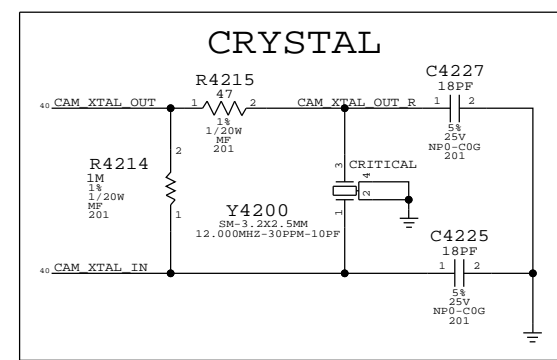 CRYSTAL
R4215
47
1 2
1%
1/20W
MF
201
C4227
18PF
1 2
5%
25V
NP0-C0G
201
40 CAM_XTAL_OUT
CAM_XTAL_OUT_R
R4214
1M
1%
1/20W
MF
201
2
1
CRITICAL
3
4
2
1
Y4200
SM-3.2X2.5MM
12.000MHZ-30PPM-10PF
C4225
18PF
1 2
5%
25V
NP0-C0G
201
40 CAM_XTAL_IN